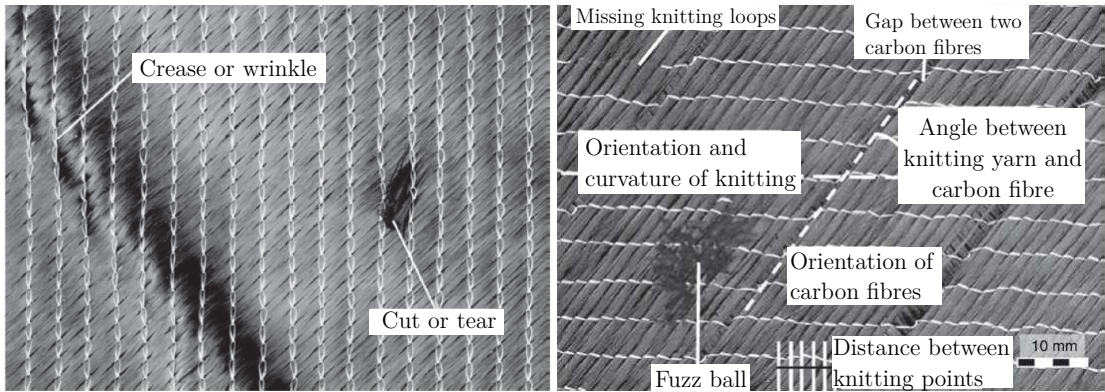 Crease or wrinkle
Cut or tear
Missing knitting loops
Gap between two
carbon fibres
Angle between
knitting yarn and
carbon fibre
Orientation and
curvature of knitting
Orientation of
carbon fibres
Distance between
knitting points
10 mm
Fuzz ball